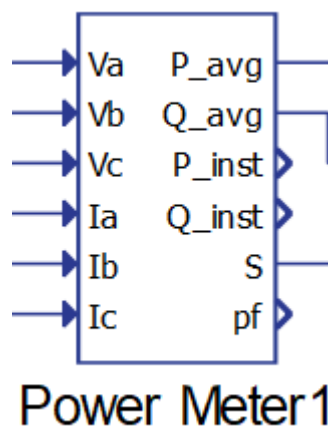 Va P_avg
Vb Q_avg
Vc P_inst
Ia Q_inst
Ib S
Ic pf
Power Meter1